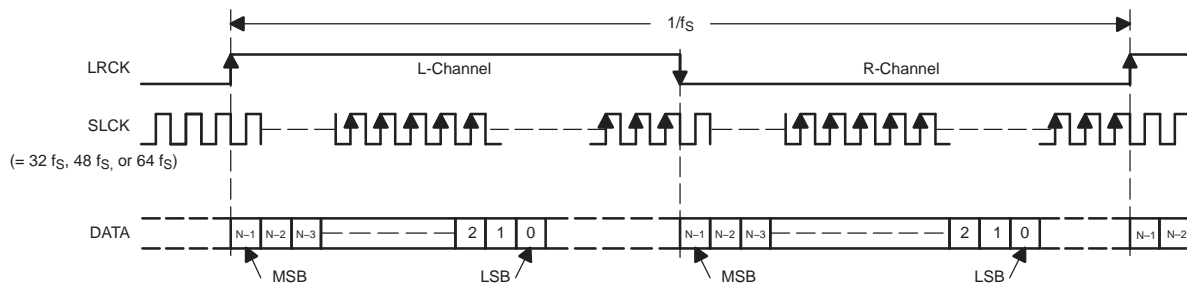 1/fS
LRCK L-Channel R-Channel
SLCK
(= 32 fS, 48 fS, or 64 fS)
DATA N–1 N–2 N–3 2 1 0 N–1 N–2 N–3 2 1 0 N–1 N–2
MSB LSB MSB LSB